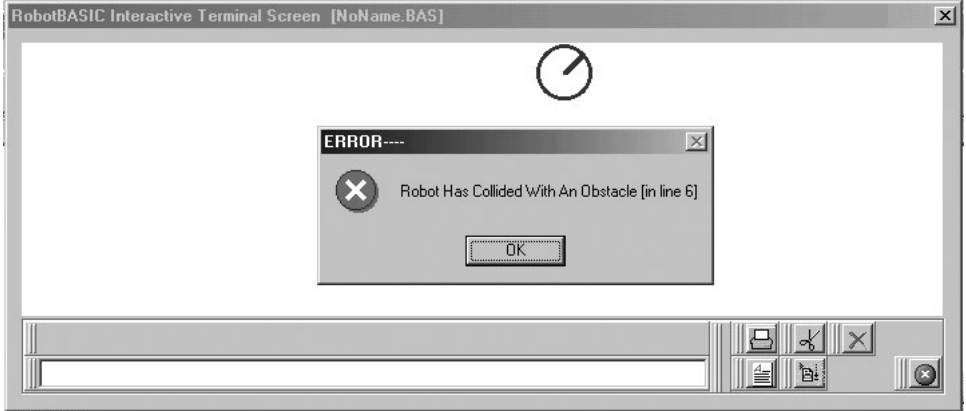 RobotBASIC Interactive Terminal Screen [NoName.BAS]
ERROR----
Robot Has Collided With An Obstacle [in line 6]
OK